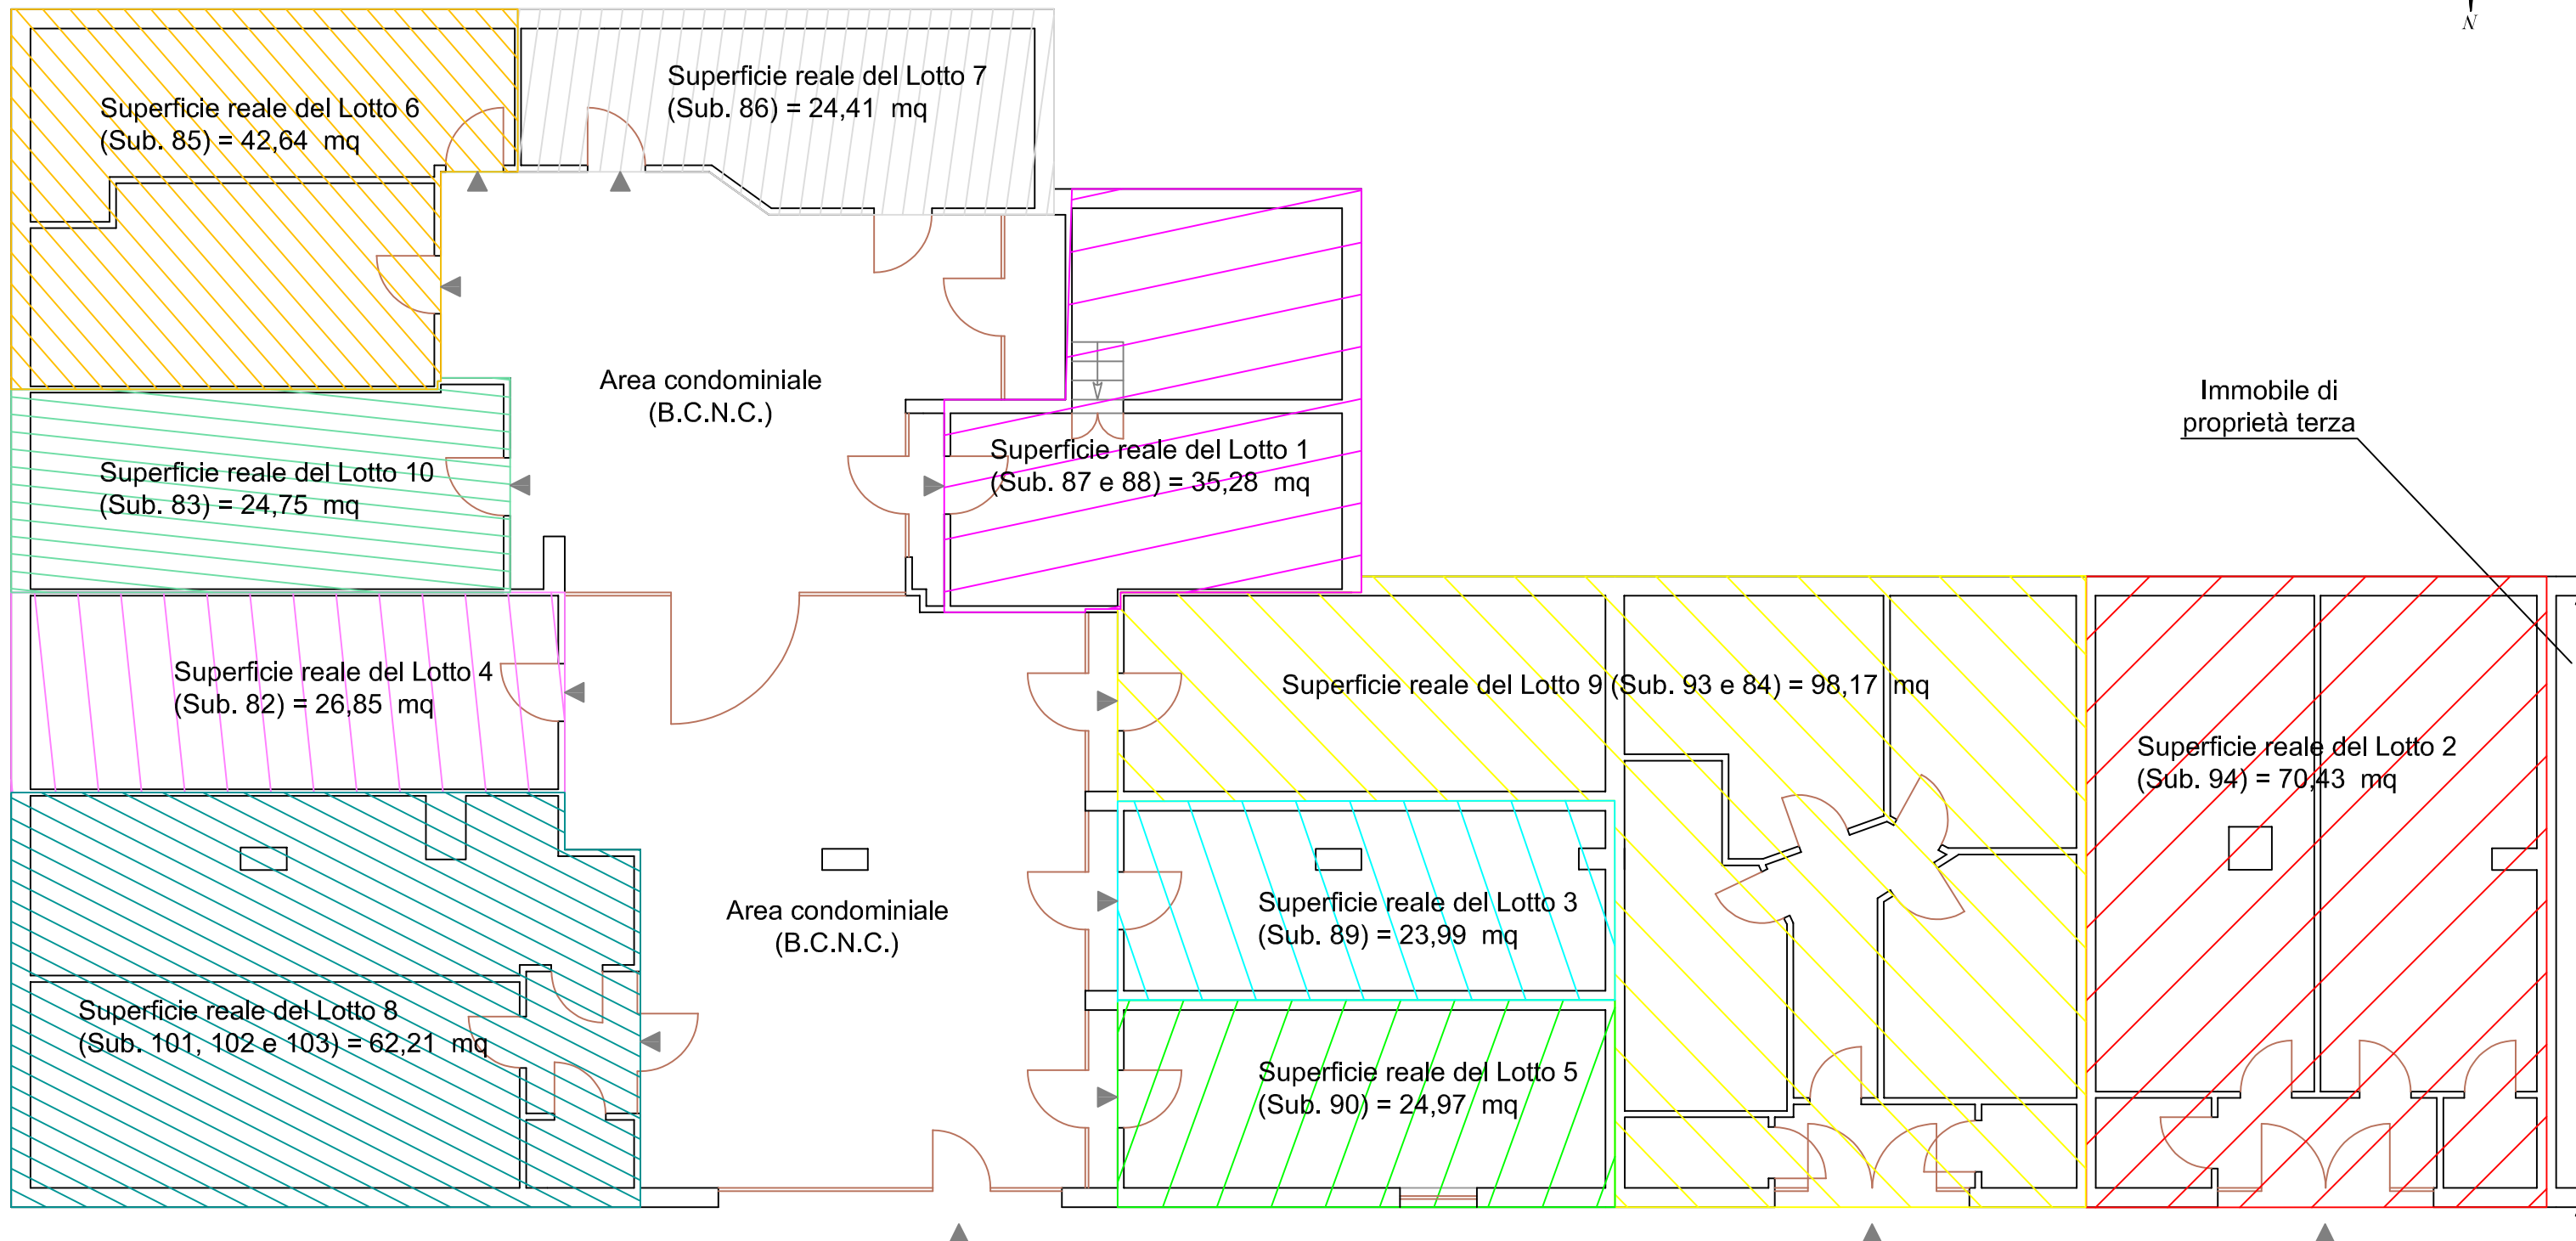 N
Superficie reale del Lotto 7
(Sub. 86) = 24,41 mq
Superficie reale del Lotto 6
(Sub. 85) = 42,64 mq
Area condominiale
(B.C.N.C.)
Immobile di
proprietà terza
Superficie reale del Lotto 1
(Sub. 87 e 88) = 35,28 mq
Superficie reale del Lotto 10
(Sub. 83) = 24,75 mq
Superficie reale del Lotto 4
(Sub. 82) = 26,85 mq
Superficie reale del Lotto 9 (Sub. 93 e 84) = 98,17 mq
Superficie reale del Lotto 2
(Sub. 94) = 70,43 mq
Area condominiale
(B.C.N.C.)
Superficie reale del Lotto 3
(Sub. 89) = 23,99 mq
Superficie reale del Lotto 8
(Sub. 101, 102 e 103) = 62,21 mq
Superficie reale del Lotto 5
(Sub. 90) = 24,97 mq